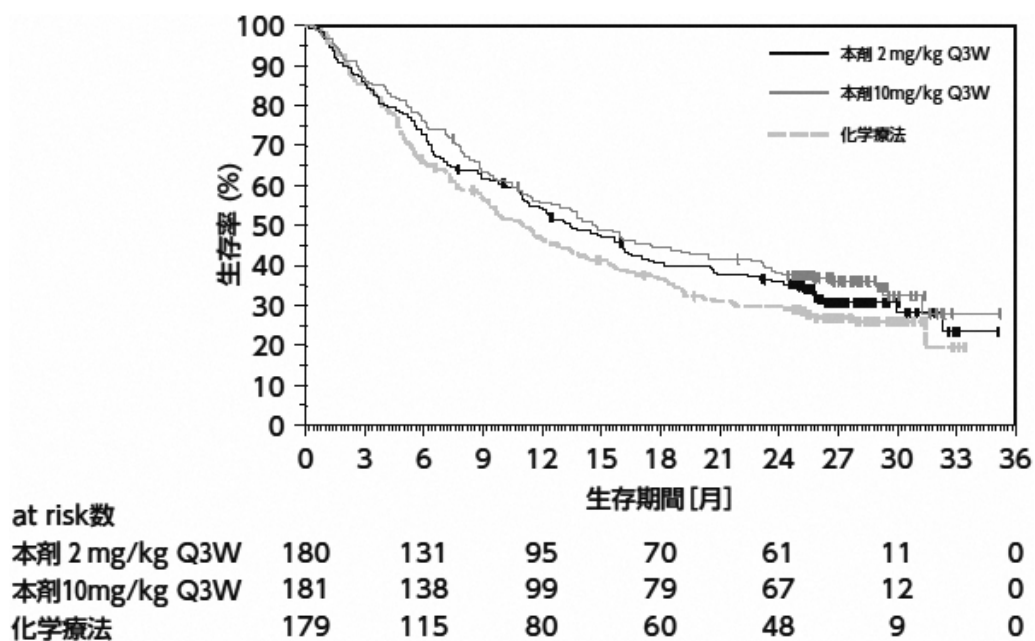 100
90
80
70
60
50
40
30
20
10
0
生存率 (%)
本剤 2 mg/kg Q3W
本剤10mg/kg Q3W
化学療法
0 3 6 9 12 15 18 21 24 27 30 33 36
生存期間 [月]
at risk数
本剤 2 mg/kg Q3W 180 131 95 70 61 11 0
本剤10mg/kg Q3W 181 138 99 79 67 12 0
化学療法 179 115 80 60 48 9 0